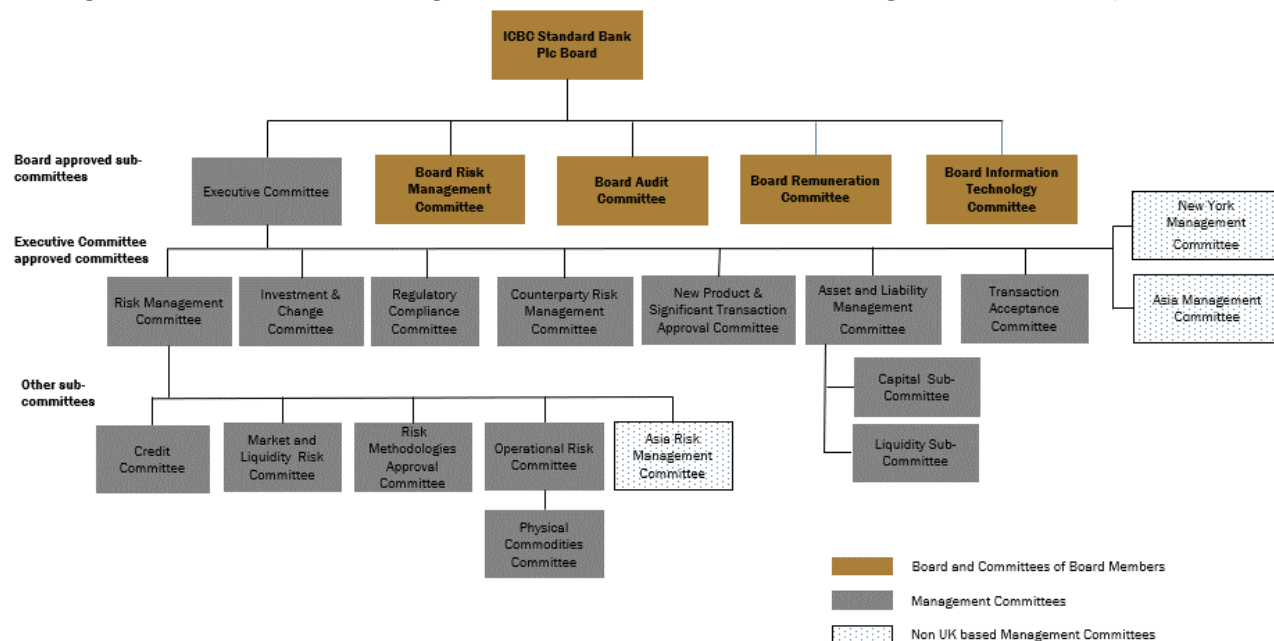 ICBC Standard Bank
Plc Board
Board approved sub-
committees
Executive Committee
Board Risk
Management
Committee
Board Audit
Committee
Board Remuneration
Committee
Board Information
Technology
Committee
New York
Management
Committee
Executive Committee
approved committees
Risk Management
Committee
Investment &
Change
Committee
Regulatory
Compliance
Committee
Counterparty Risk
Management
Committee
New Product &
Significant Transaction
Approval Committee
Asset and Liability
Management
Committee
Transaction
Acceptance
Committee
Asia Management
Committee
Other sub-
committees
Capital Sub-
Committee
Liquidity Sub-
Committee
Credit
Committee
Market and
Liquidity Risk
Committee
Risk
Methodologies
Approval
Committee
Operational Risk
Committee
Asia Risk
Management
Committee
Physical
Commodities
Committee
Board and Committees of Board Members
Management Committees
Non UK based Management Committees